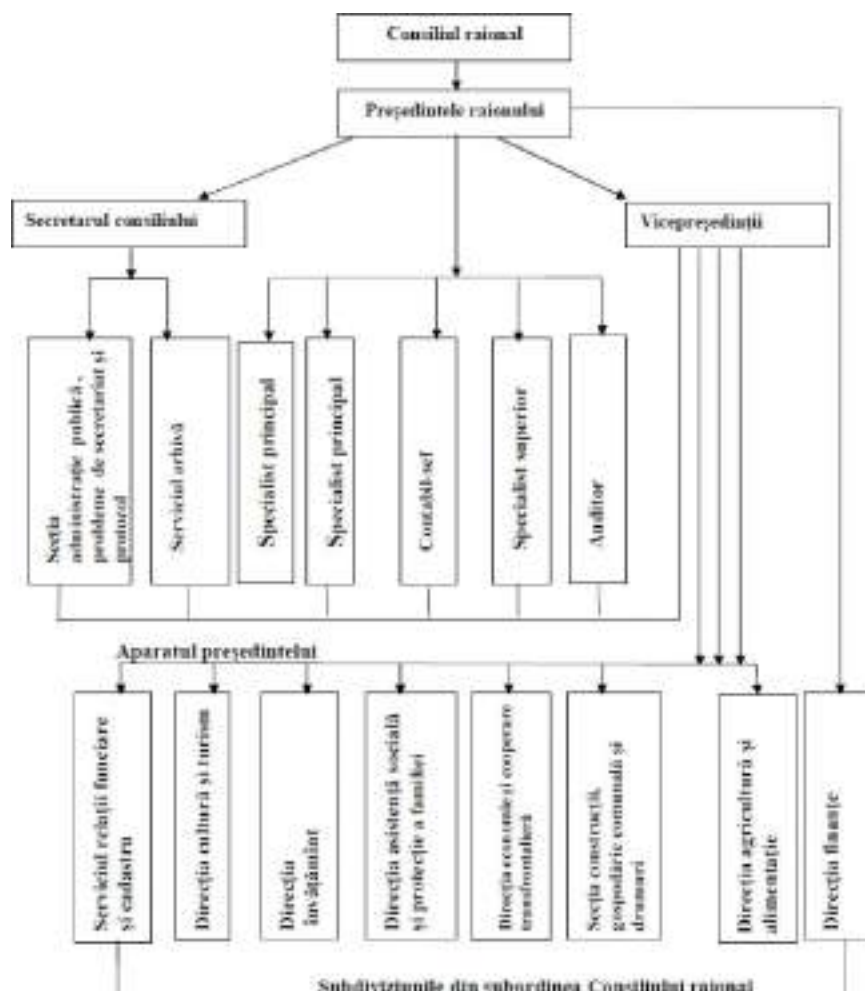 Consiliul raional
Președintele raionului
Secretarul consiliului
Vicepreședinții
Secția
administrație publică ,
probleme de secretariat și
protocol
Serviciul arhivă
Specialist principal
Specialist principal
Contabil-șef
Specialist superior
Auditor
Aparatul președintelui
Serviciul relații funciare
și cadastru
Direcția cultură și turism
Direcția
învățămînt
Direcția asistență socială
și protecție a familiei
Direcția economie și cooperare
transfrontalieră
Secția construcții,
gospodărie comunală și
drumuri
Direcția agricultură și
alimentație
Direcția finanțe
Subdiviziunile din subordinea Consiliului raional